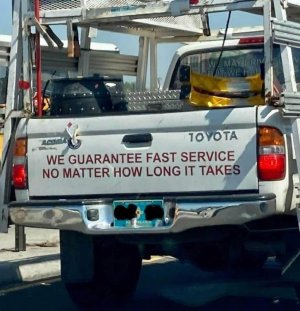 TOYOTA
WE GUARANTEE FAST SERVICE
NO MATTER HOW LONG IT TAKES